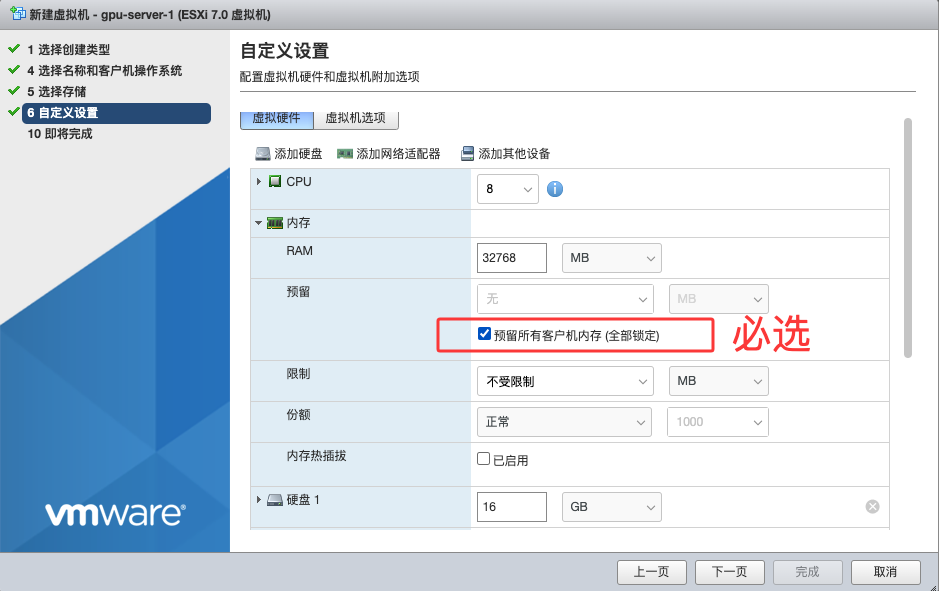 新建虚拟机 - gpu-server-1 (ESXi 7.0 虚拟机)
1 选择创建类型
4 选择名称和客户机操作系统
5 选择存储
6 自定义设置
10 即将完成
vmware®
自定义设置
配置虚拟机硬件和虚拟机附加选项
虚拟硬件 虚拟机选项
添加硬盘 添加网络适配器 添加其他设备
CPU 8
内存
RAM 32768 MB
预留 无 MB
预留所有客户机内存 (全部锁定) 必选
限制 不受限制 MB
份额 正常 1000
内存热插拔 已启用
硬盘 1 16 GB
上一页 下一页 完成 取消